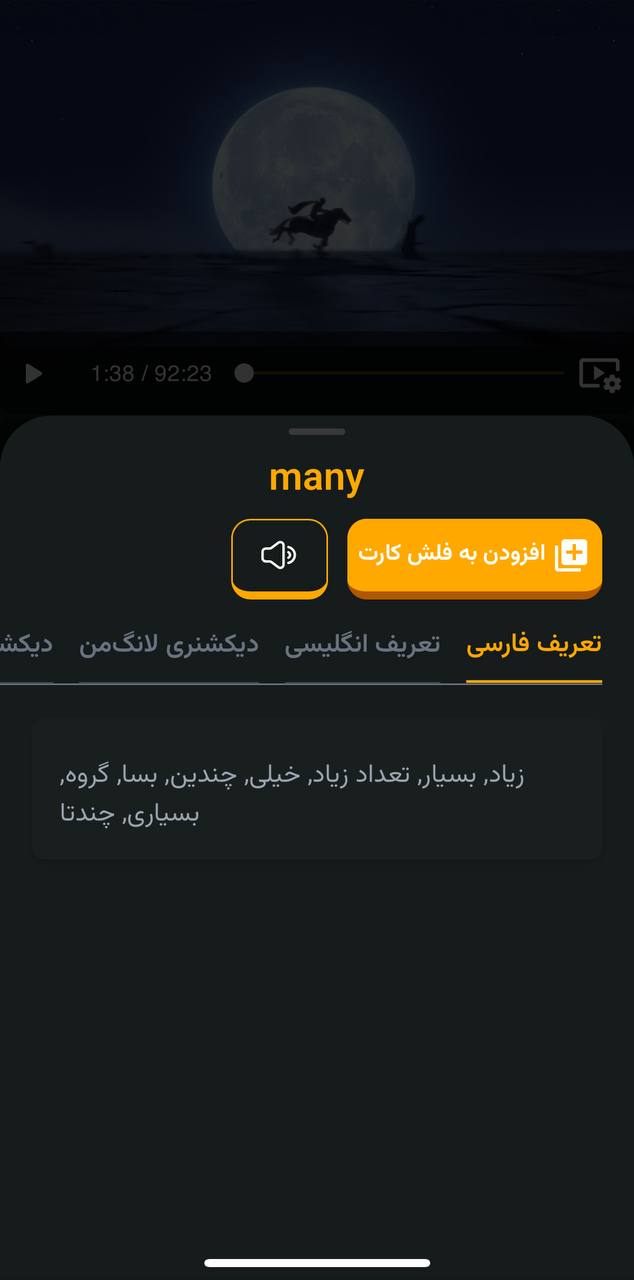 1:38 / 92:23
many
افزودن به فلش کارت
تعریف فارسی تعریف انگلیسی دیکشنری لانگ‌من دیکش
زیاد, بسیار, تعداد زیاد, خیلی, چندین, بسا, گروه,
بسیاری, چندتا